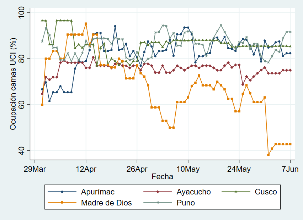 Ocupación camas UCI (%)
100
80
60
40
29Mar 12Apr 26Apr 10May 24May 7Jun
Fecha
Apurimac Ayacucho Cusco
Madre de Dios Puno